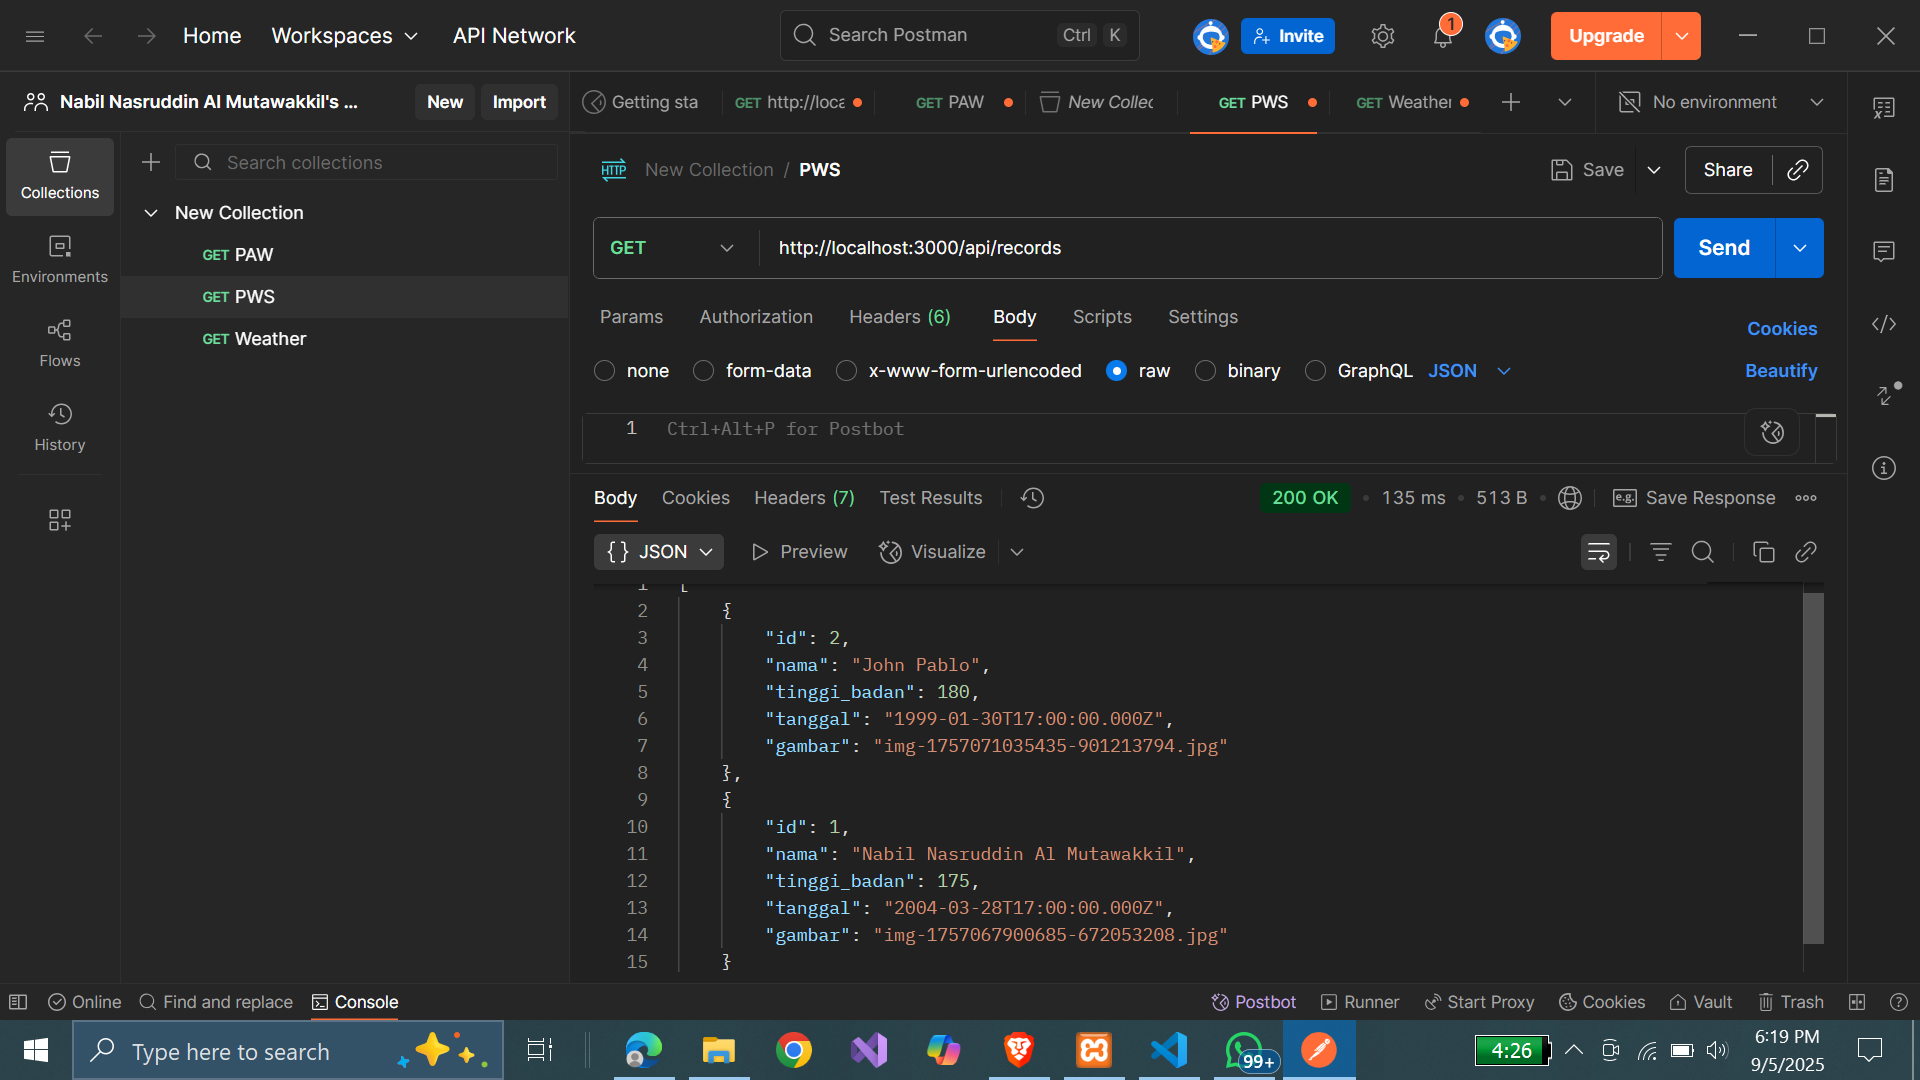 Home
Workspaces
API Network
Search Postman
Ctrl K
Invite
1
Upgrade
Nabil Nasruddin Al Mutawakkil's ...
New
Import
Getting sta
GET http://loca
GET PAW
New Collec
GET PWS
GET Weather
No environment
Collections
Environments
Flows
History
Search collections
New Collection
GET PAW
GET PWS
GET Weather
HTTP New Collection / PWS
Save
Share
GET
http://localhost:3000/api/records
Send
Params
Authorization
Headers (6)
Body
Scripts
Settings
Cookies
none
form-data
x-www-form-urlencoded
raw
binary
GraphQL
JSON
Beautify
1 Ctrl+Alt+P for Postbot
Body
Cookies
Headers (7)
Test Results
200 OK
135 ms
513 B
e.g. Save Response
{} JSON
Preview
Visualize
1 [
2 {
3 "id": 2,
4 "nama": "John Pablo",
5 "tinggi_badan": 180,
6 "tanggal": "1999-01-30T17:00:00.000Z",
7 "gambar": "img-1757071035435-901213794.jpg"
8 },
9 {
10 "id": 1,
11 "nama": "Nabil Nasruddin Al Mutawakkil",
12 "tinggi_badan": 175,
13 "tanggal": "2004-03-28T17:00:00.000Z",
14 "gambar": "img-1757067900685-672053208.jpg"
15 }
Online
Find and replace
Console
Postbot
Runner
Start Proxy
Cookies
Vault
Trash
Type here to search
99+
4:26
6:19 PM
9/5/2025